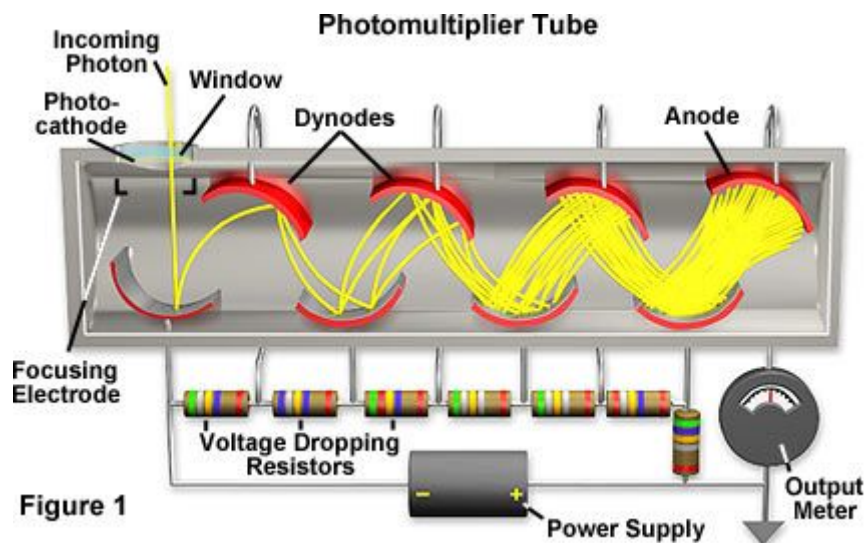 Photomultiplier Tube
Incoming
Photon
Window
Photo-
cathode
Dynodes
Anode
Focusing
Electrode
Voltage Dropping
Resistors
– +
Power Supply
Output
Meter
Figure 1